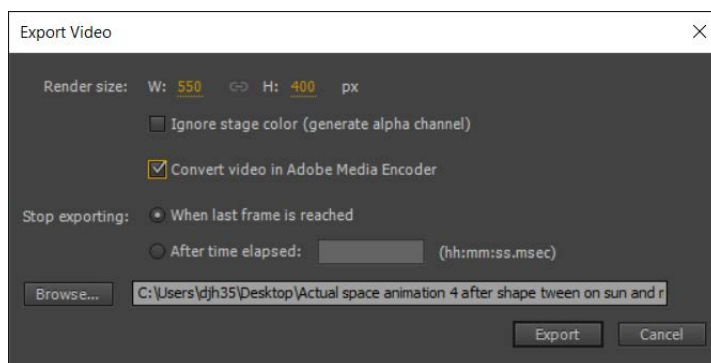 Export Video
Render size: W: 550 H: 400 px
Ignore stage color (generate alpha channel)
Convert video in Adobe Media Encoder
Stop exporting: When last frame is reached
After time elapsed: (hh:mm:ss.msec)
Browse... C:\Users\djh35\Desktop\Actual space animation 4 after shape tween on sun and
Export Cancel